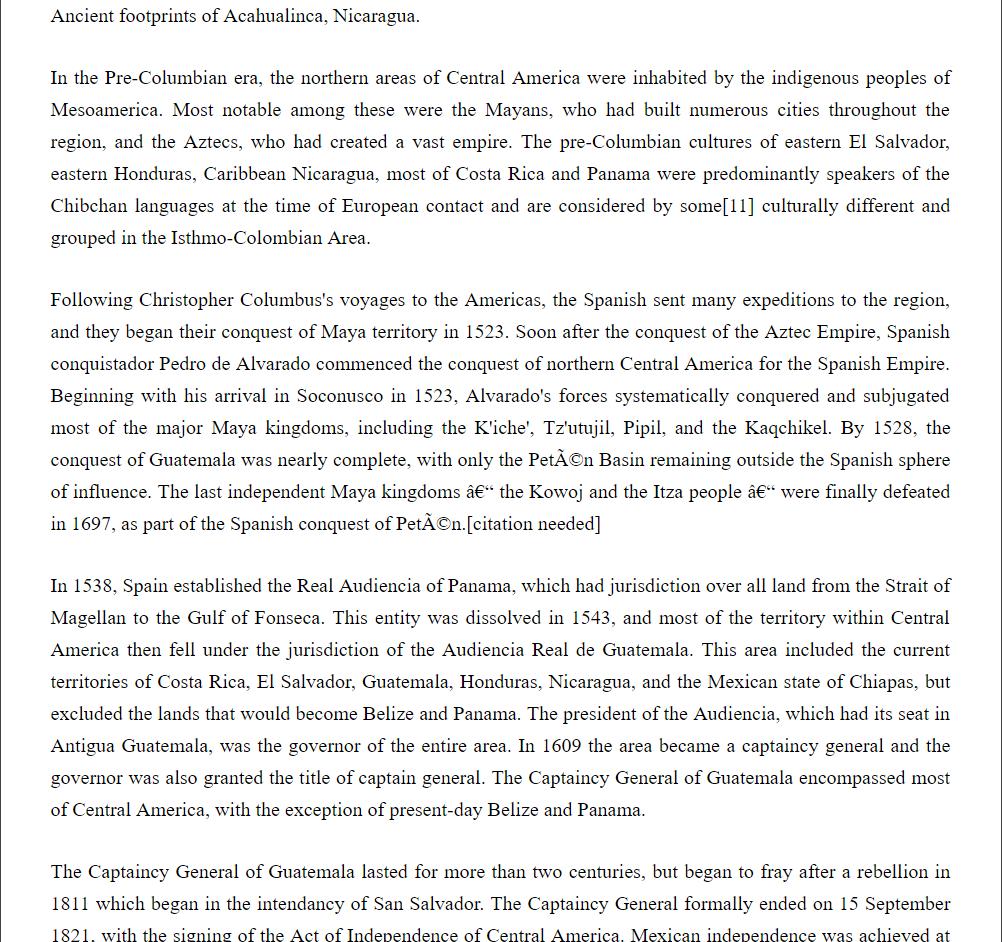 Ancient footprints of Acahualinca, Nicaragua.
In the Pre-Columbian era, the northern areas of Central America were inhabited by the indigenous peoples of
Mesoamerica. Most notable among these were the Mayans, who had built numerous cities throughout the
region, and the Aztecs, who had created a vast empire. The pre-Columbian cultures of eastern El Salvador,
eastern Honduras, Caribbean Nicaragua, most of Costa Rica and Panama were predominantly speakers of the
Chibchan languages at the time of European contact and are considered by some[11] culturally different and
grouped in the Isthmo-Colombian Area.
Following Christopher Columbus's voyages to the Americas, the Spanish sent many expeditions to the region,
and they began their conquest of Maya territory in 1523. Soon after the conquest of the Aztec Empire, Spanish
conquistador Pedro de Alvarado commenced the conquest of northern Central America for the Spanish Empire.
Beginning with his arrival in Soconusco in 1523, Alvarado's forces systematically conquered and subjugated
most of the major Maya kingdoms, including the K'iche', Tz'utujil, Pipil, and the Kaqchikel. By 1528, the
conquest of Guatemala was nearly complete, with only the PetÃ©n Basin remaining outside the Spanish sphere
of influence. The last independent Maya kingdoms â€“ the Kowoj and the Itza people â€“ were finally defeated
in 1697, as part of the Spanish conquest of PetÃ©n.[citation needed]
In 1538, Spain established the Real Audiencia of Panama, which had jurisdiction over all land from the Strait of
Magellan to the Gulf of Fonseca. This entity was dissolved in 1543, and most of the territory within Central
America then fell under the jurisdiction of the Audiencia Real de Guatemala. This area included the current
territories of Costa Rica, El Salvador, Guatemala, Honduras, Nicaragua, and the Mexican state of Chiapas, but
excluded the lands that would become Belize and Panama. The president of the Audiencia, which had its seat in
Antigua Guatemala, was the governor of the entire area. In 1609 the area became a captaincy general and the
governor was also granted the title of captain general. The Captaincy General of Guatemala encompassed most
of Central America, with the exception of present-day Belize and Panama.
The Captaincy General of Guatemala lasted for more than two centuries, but began to fray after a rebellion in
1811 which began in the intendancy of San Salvador. The Captaincy General formally ended on 15 September
1821, with the signing of the Act of Independence of Central America. Mexican independence was achieved at